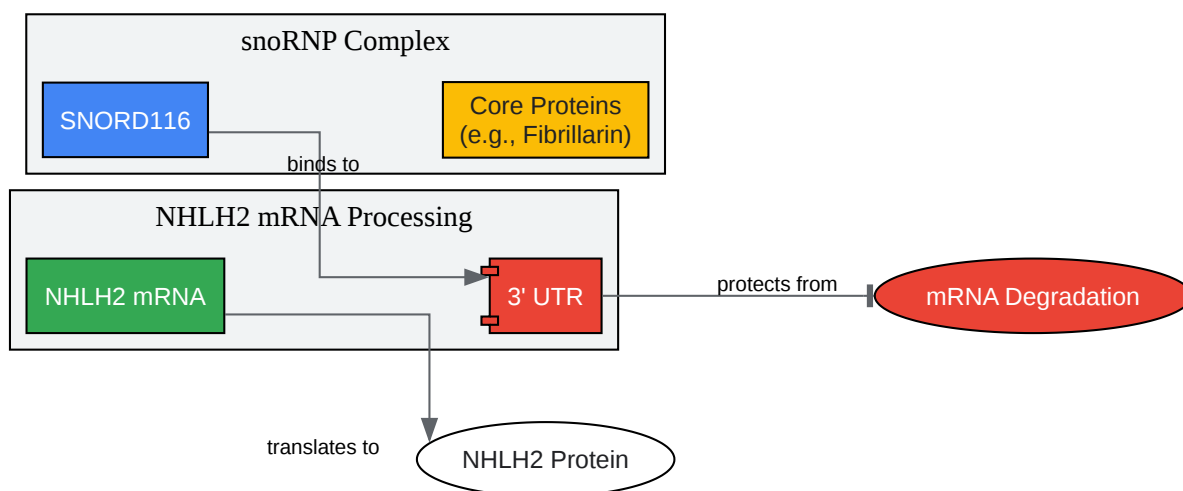 snoRNP Complex
SNORD116
Core Proteins
(e.g., Fibrillarin)
binds to
NHLH2 mRNA Processing
NHLH2 mRNA
3' UTR
protects from
mRNA Degradation
translates to
NHLH2 Protein